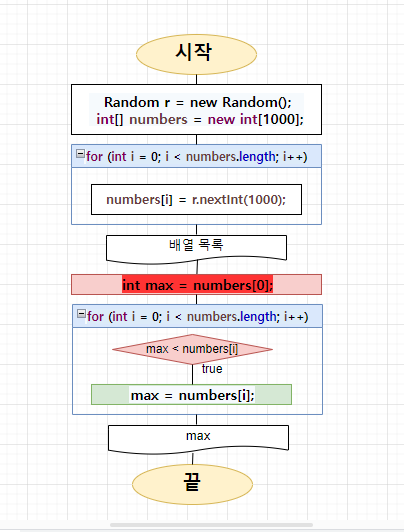 시작
Random r = new Random();
int[] numbers = new int[1000];
for (int i = 0; i < numbers.length; i++)
numbers[i] = r.nextInt(1000);
배열 목록
int max = numbers[0];
for (int i = 0; i < numbers.length; i++)
max < numbers[i]
true
max = numbers[i];
max
끝